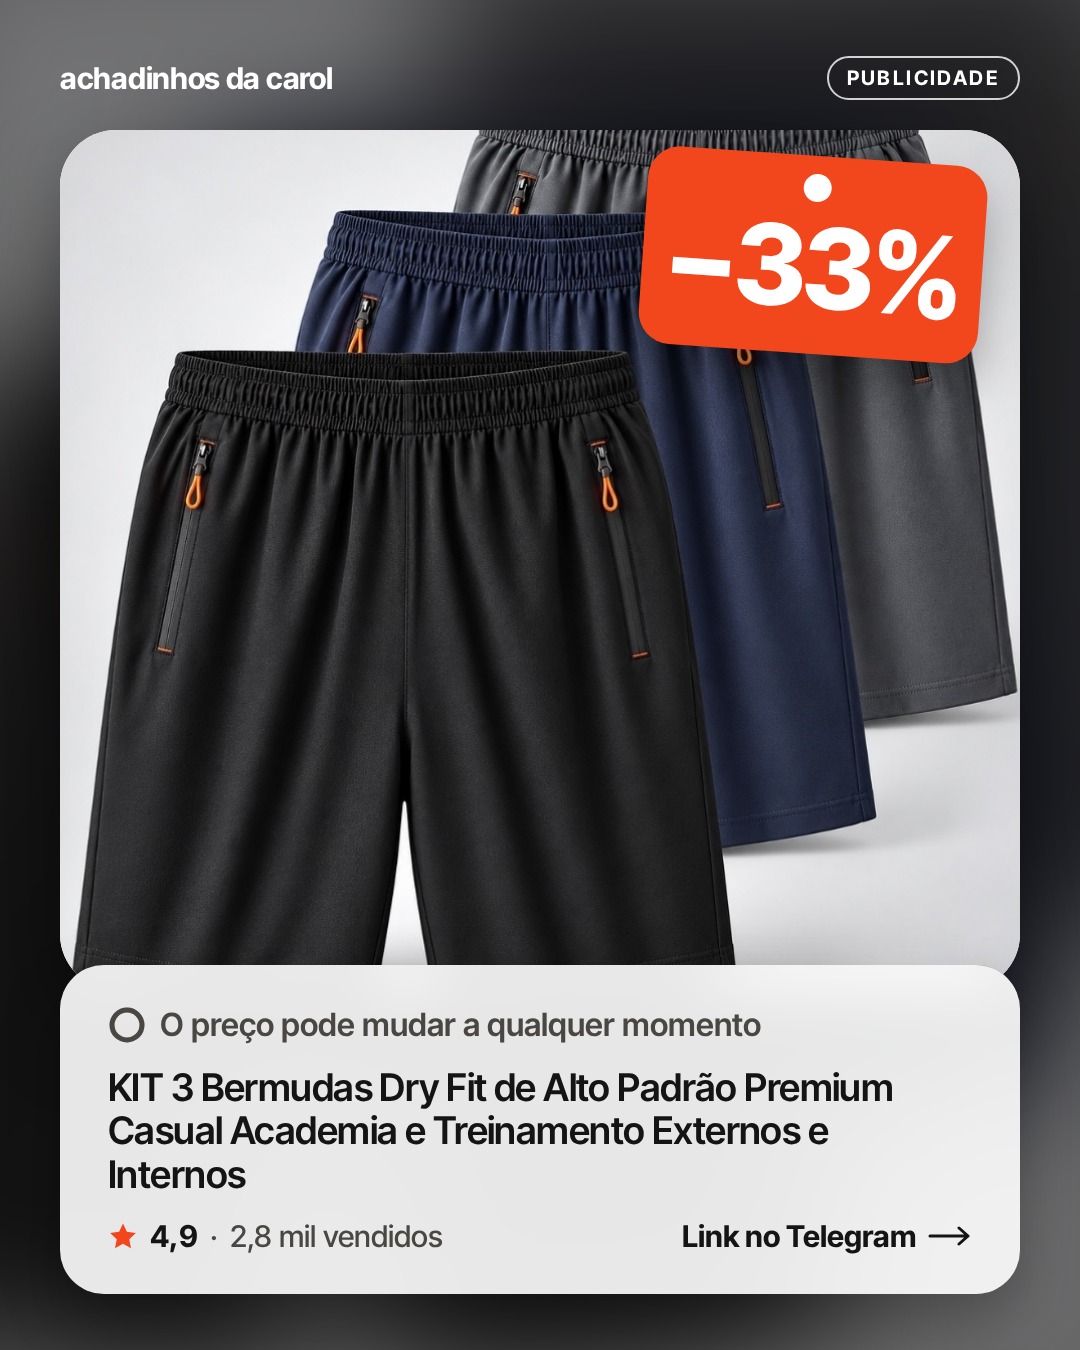 achadinhos da carol
PUBLICIDADE
-33%
O preço pode mudar a qualquer momento
KIT 3 Bermudas Dry Fit de Alto Padrão Premium
Casual Academia e Treinamento Externos e
Internos
4,9 · 2,8 mil vendidos
Link no Telegram →